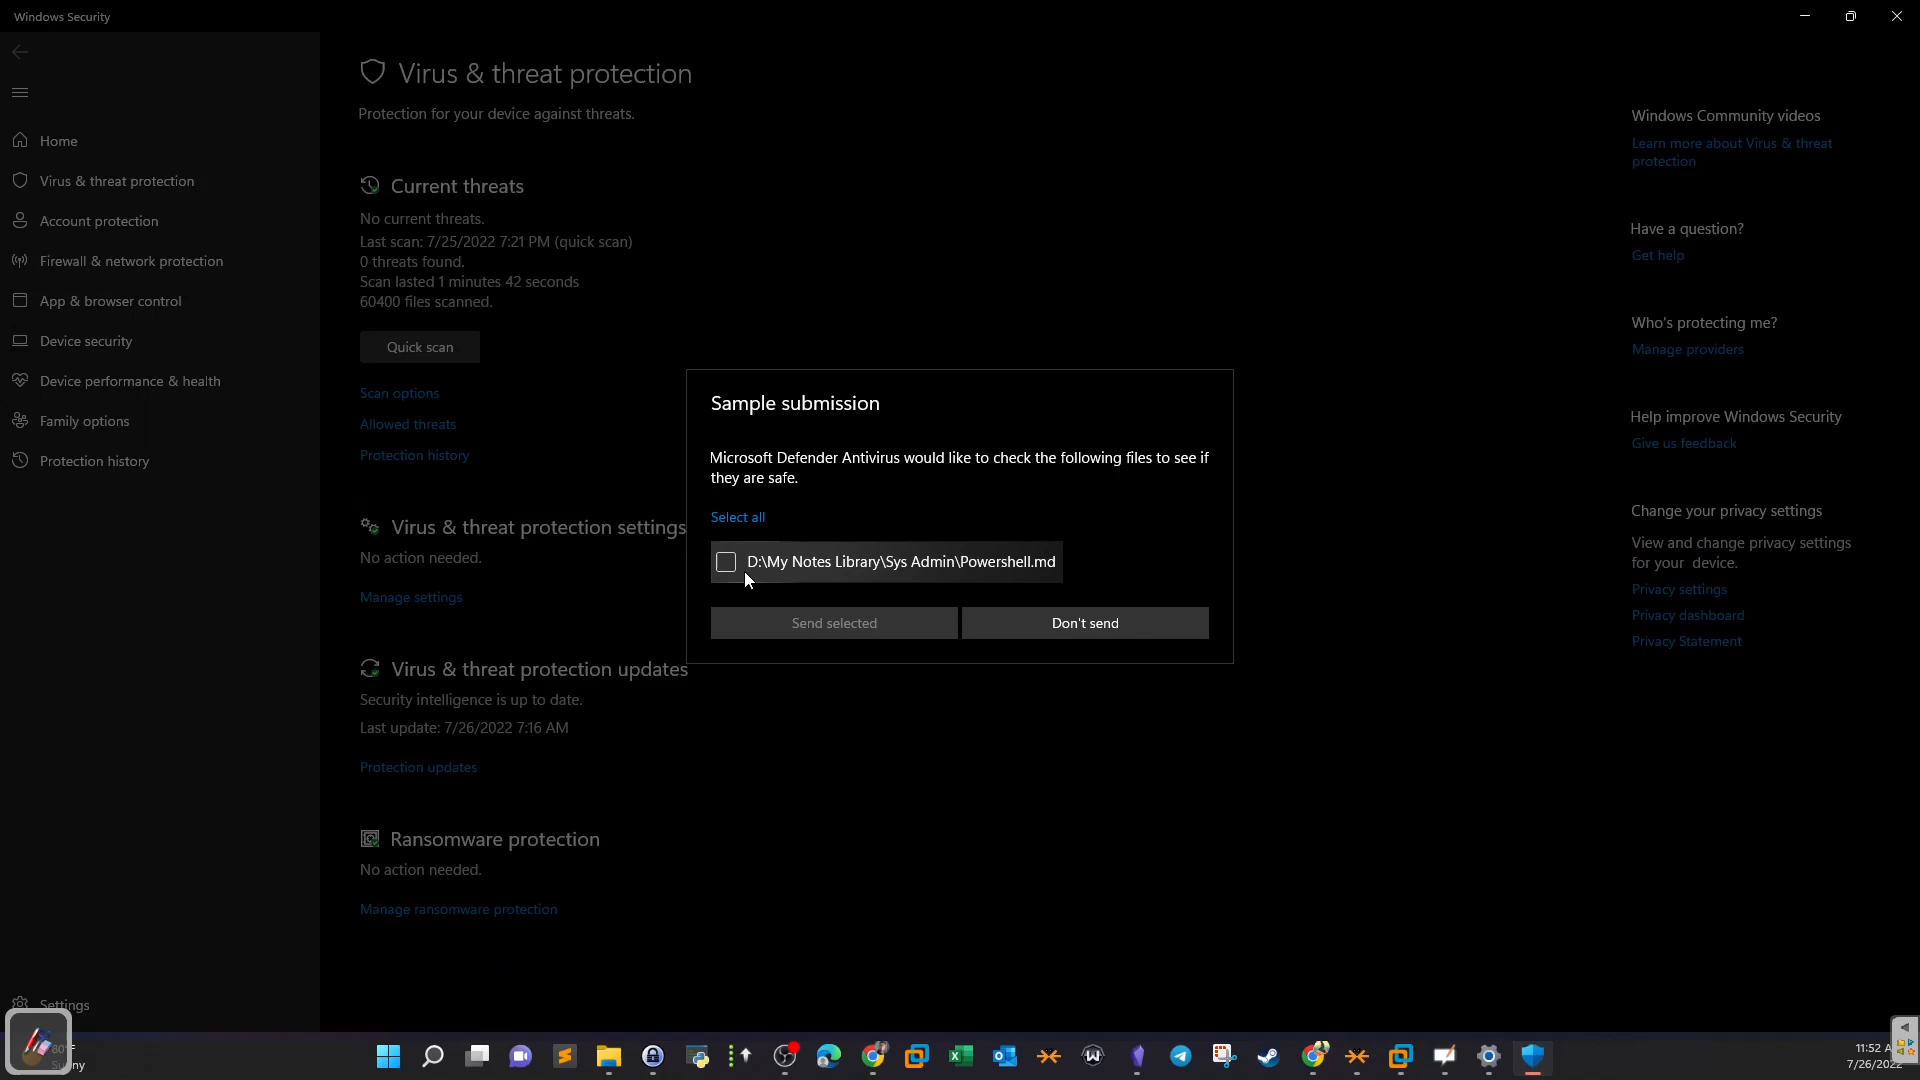 Windows Security
Home
Virus & threat protection
Account protection
Firewall & network protection
App & browser control
Device security
Device performance & health
Family options
Protection history
Settings
Virus & threat protection
Protection for your device against threats.
Current threats
No current threats.
Last scan: 7/25/2022 7:21 PM (quick scan)
0 threats found.
Scan lasted 1 minutes 42 seconds
60400 files scanned.
Quick scan
Scan options
Allowed threats
Protection history
Virus & threat protection settings
No action needed.
Manage settings
Virus & threat protection updates
Security intelligence is up to date.
Last update: 7/26/2022 7:16 AM
Protection updates
Ransomware protection
No action needed.
Manage ransomware protection
Sample submission
Microsoft Defender Antivirus would like to check the following files to see if
they are safe.
Select all
D:\My Notes Library\Sys Admin\Powershell.md
Send selected
Don't send
Windows Community videos
Learn more about Virus & threat
protection
Have a question?
Get help
Who's protecting me?
Manage providers
Help improve Windows Security
Give us feedback
Change your privacy settings
View and change privacy settings
for your device.
Privacy settings
Privacy dashboard
Privacy Statement
11:52
7/26/2022